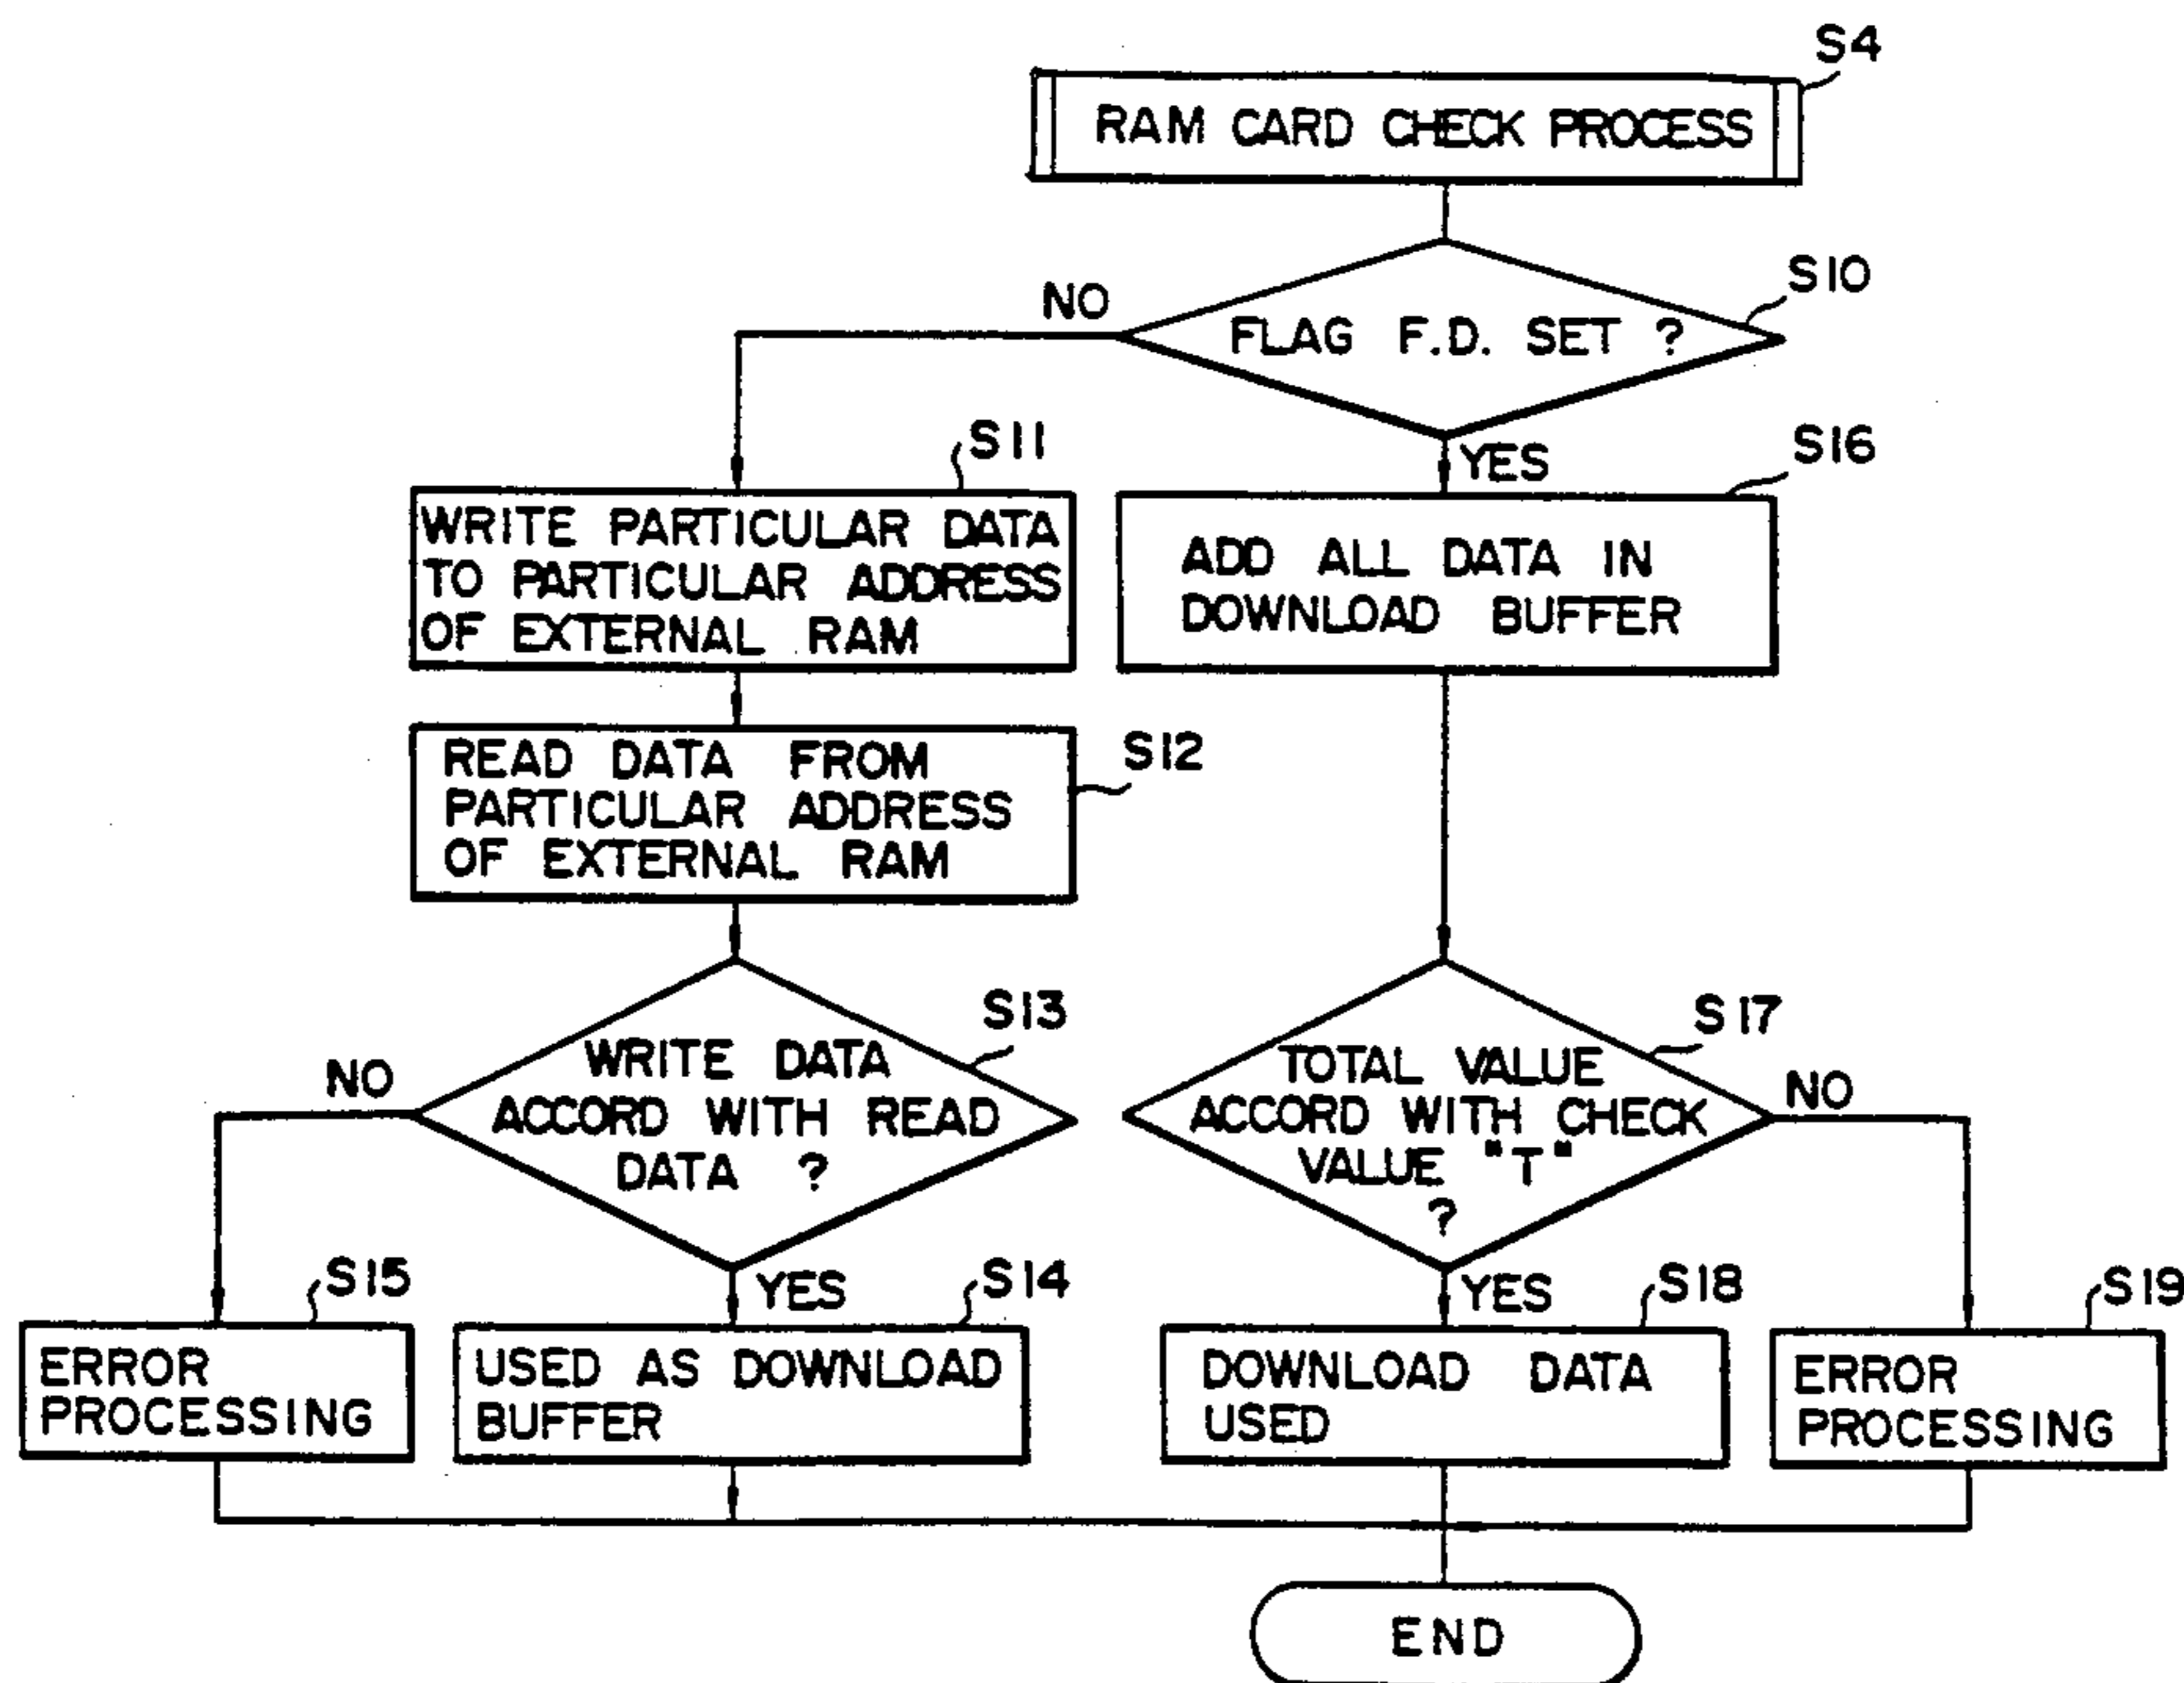 S4
RAM CARD CHECK PROCESS
S10
NO
FLAG F.D. SET ?
YES
S11
S16
WRITE PARTICULAR DATA
TO PARTICULAR ADDRESS
OF EXTERNAL RAM
ADD ALL DATA IN
DOWNLOAD BUFFER
S12
READ DATA FROM
PARTICULAR ADDRESS
OF EXTERNAL RAM
S13
NO
WRITE DATA
ACCORD WITH READ
DATA ?
S17
NO
TOTAL VALUE
ACCORD WITH CHECK
VALUE "T"
?
S15
YES
S14
YES
S18
S19
ERROR
PROCESSING
USED AS DOWNLOAD
BUFFER
DOWNLOAD DATA
USED
ERROR
PROCESSING
END